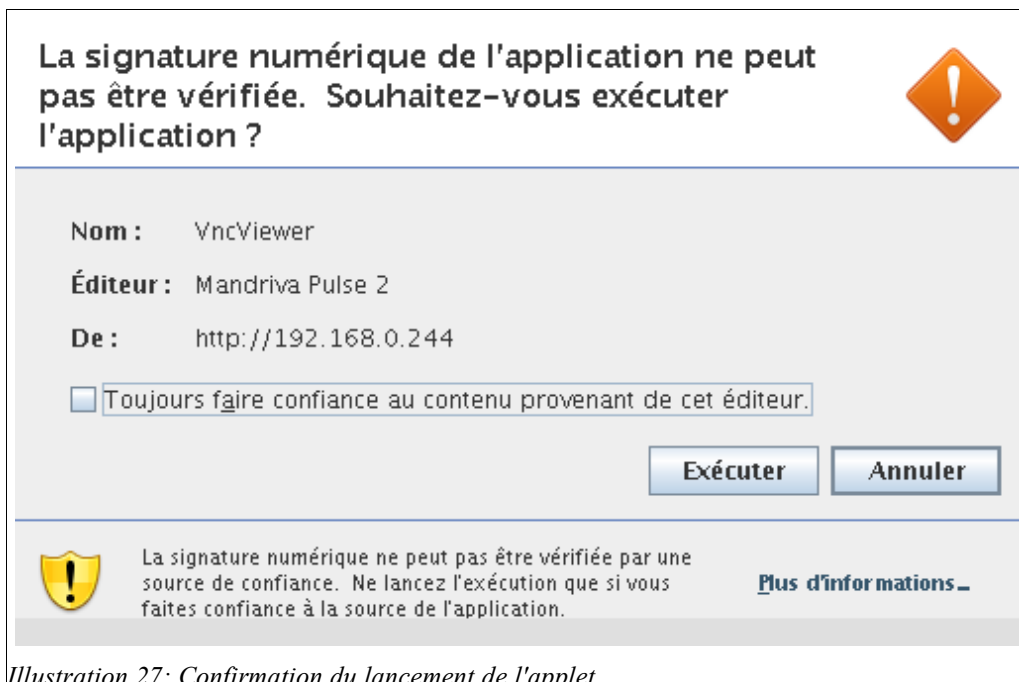 La signature numérique de l'application ne peut
pas être vérifiée. Souhaitez-vous exécuter
l'application ?
Nom : VncViewer
Éditeur : Mandriva Pulse 2
De : http://192.168.0.244
Toujours faire confiance au contenu provenant de cet éditeur.
Exécuter Annuler
La signature numérique ne peut pas être vérifiée par une
source de confiance. Ne lancez l'exécution que si vous
faites confiance à la source de l'application.
Plus d'informations...
Illustration 27: Confirmation du lancement de l'applet